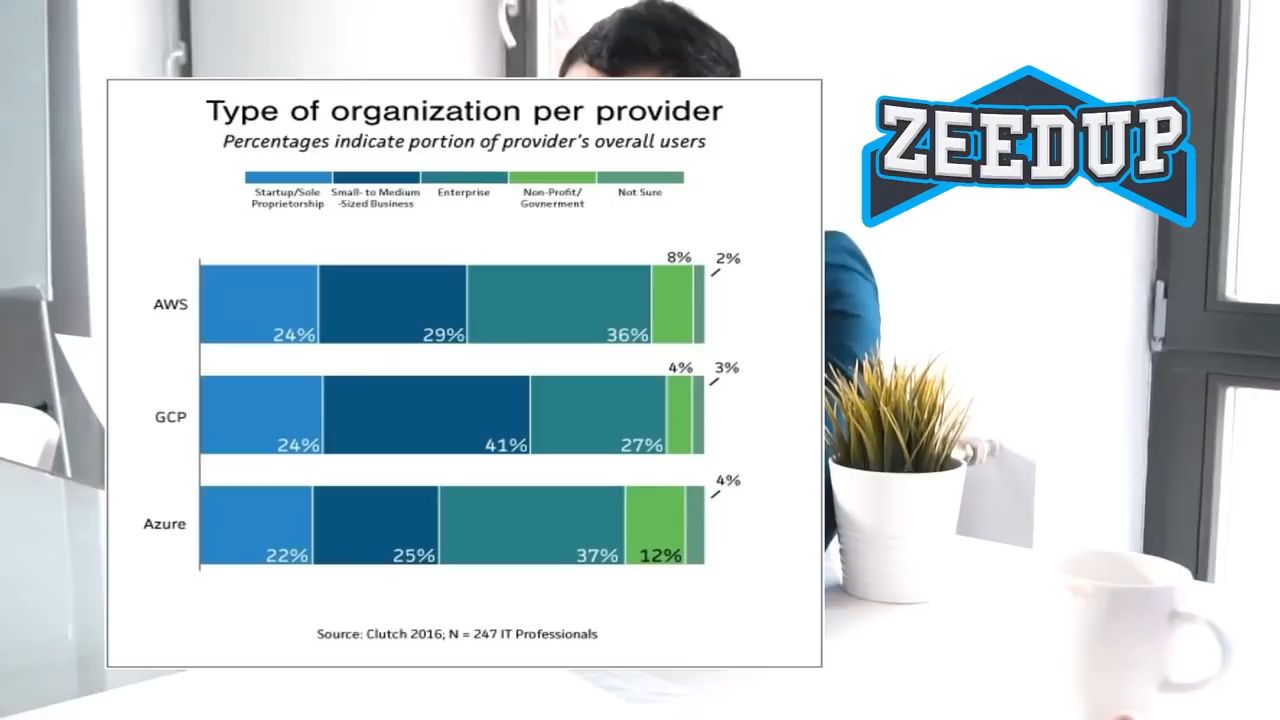 Type of organization per provider
Percentages indicate portion of provider's overall users
Startup/Sole
Proprietorship
Small- to Medium
-Sized Business
Enterprise
Non-Profit/
Govnerment
Not Sure
AWS
24%
29%
36%
8%
2%
GCP
24%
41%
27%
4%
3%
Azure
22%
25%
37%
12%
4%
Source: Clutch 2016; N = 247 IT Professionals
ZEEDUP